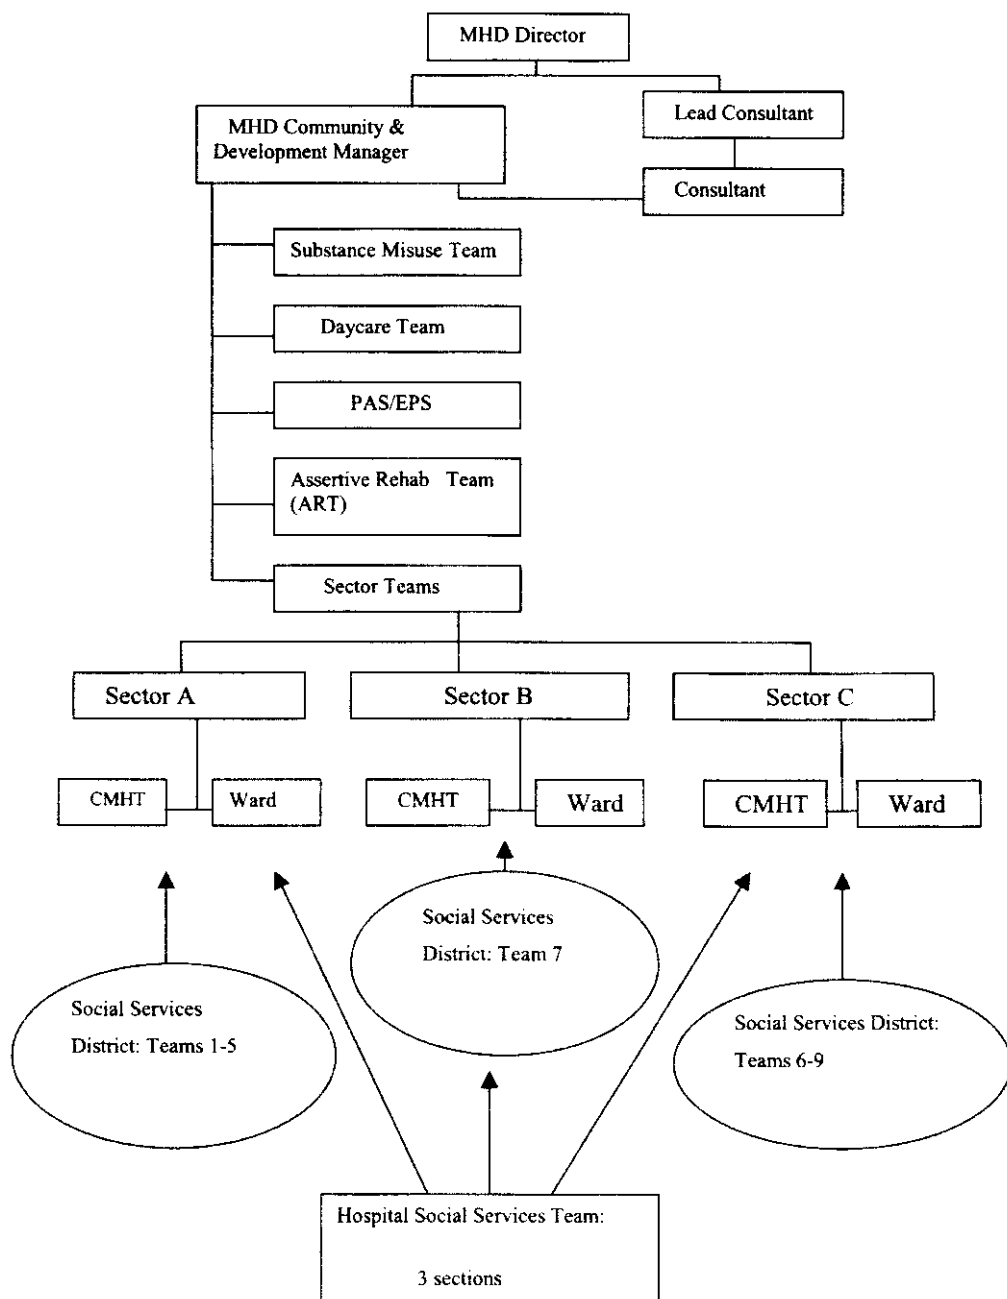 MHD Director
MHD Community &
Development Manager
Lead Consultant
Consultant
Substance Misuse Team
Daycare Team
PAS/EPS
Assertive Rehab Team
(ART)
Sector Teams
Sector A
Sector B
Sector C
CMHT
Ward
CMHT
Ward
CMHT
Ward
Social Services
District: Teams 1-5
Social Services
District: Team 7
Social Services District:
Teams 6-9
Hospital Social Services Team:
3 sections